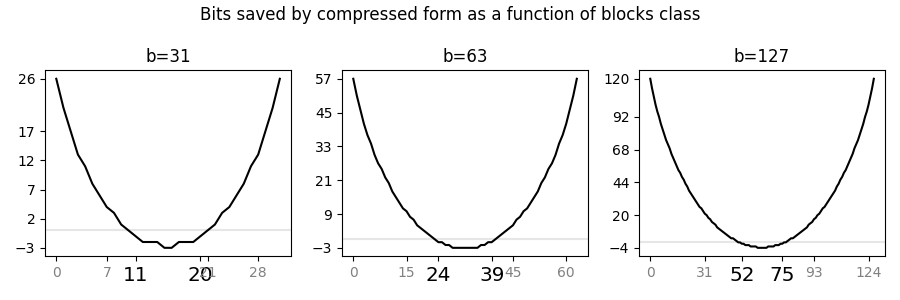 Bits saved by compressed form as a function of blocks class
b=31
26
17
12
7
2
−3
0 7 11 20 21 28
b=63
57
45
33
21
9
−3
0 15 24 39 45 60
b=127
120
92
68
44
20
−4
0 31 52 75 93 124